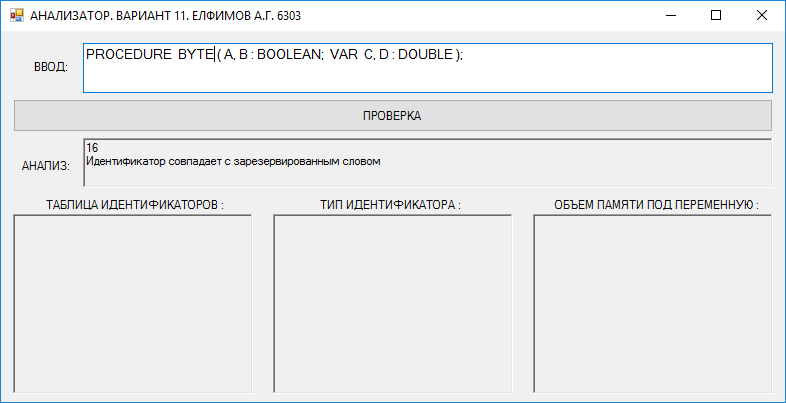 АНАЛИЗАТОР. ВАРИАНТ 11. ЕЛФИМОВ А.Г. 6303
ВВОД:
PROCEDURE BYTE ( A, B : BOOLEAN; VAR C, D : DOUBLE );
ПРОВЕРКА
АНАЛИЗ:
16
Идентификатор совпадает с зарезервированным словом
ТАБЛИЦА ИДЕНТИФИКАТОРОВ :
ТИП ИДЕНТИФИКАТОРА :
ОБЪЕМ ПАМЯТИ ПОД ПЕРЕМЕННУЮ :